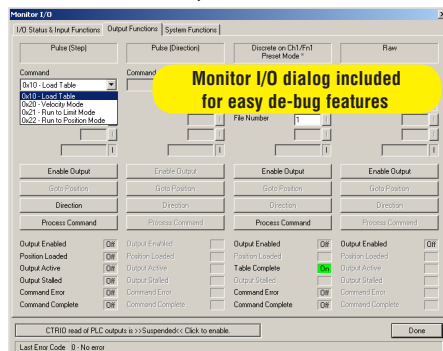 Monitor I/O
I/O Status & Input Functions Output Functions System Functions
Pulse (Step) Pulse (Direction) Discrete on Ch1/Fn1 Raw
Preset Mode *
Command Command
0x10 - Load Table
0x10 - Load Table
0x20 - Velocity Mode
0x21 - Run to Limit Mode
0x22 - Run to Position Mode
Monitor I/O dialog included
for easy de-bug features
File Number 1 I
Enable Output Enable Output Enable Output Enable Output
Goto Position Goto Position Goto Position Goto Position
Direction Direction Direction Direction
Process Command Process Command Process Command Process Command
Output Enabled Off Output Enabled Output Enabled Off Output Enabled Off
Position Loaded Off Position Loaded Position Loaded Position Loaded
Output Active Off Output Active Table Complete On Output Active
Output Stalled Off Output Stalled Output Stalled Output Stalled
Command Error Off Command Error Command Error Off Command Error
Command Complete Off Command Complete Command Complete Off Command Complete
CTRIO read of PLC outputs is >>Suspended<< Click to enable. Done
Last Error Code 0 - No error